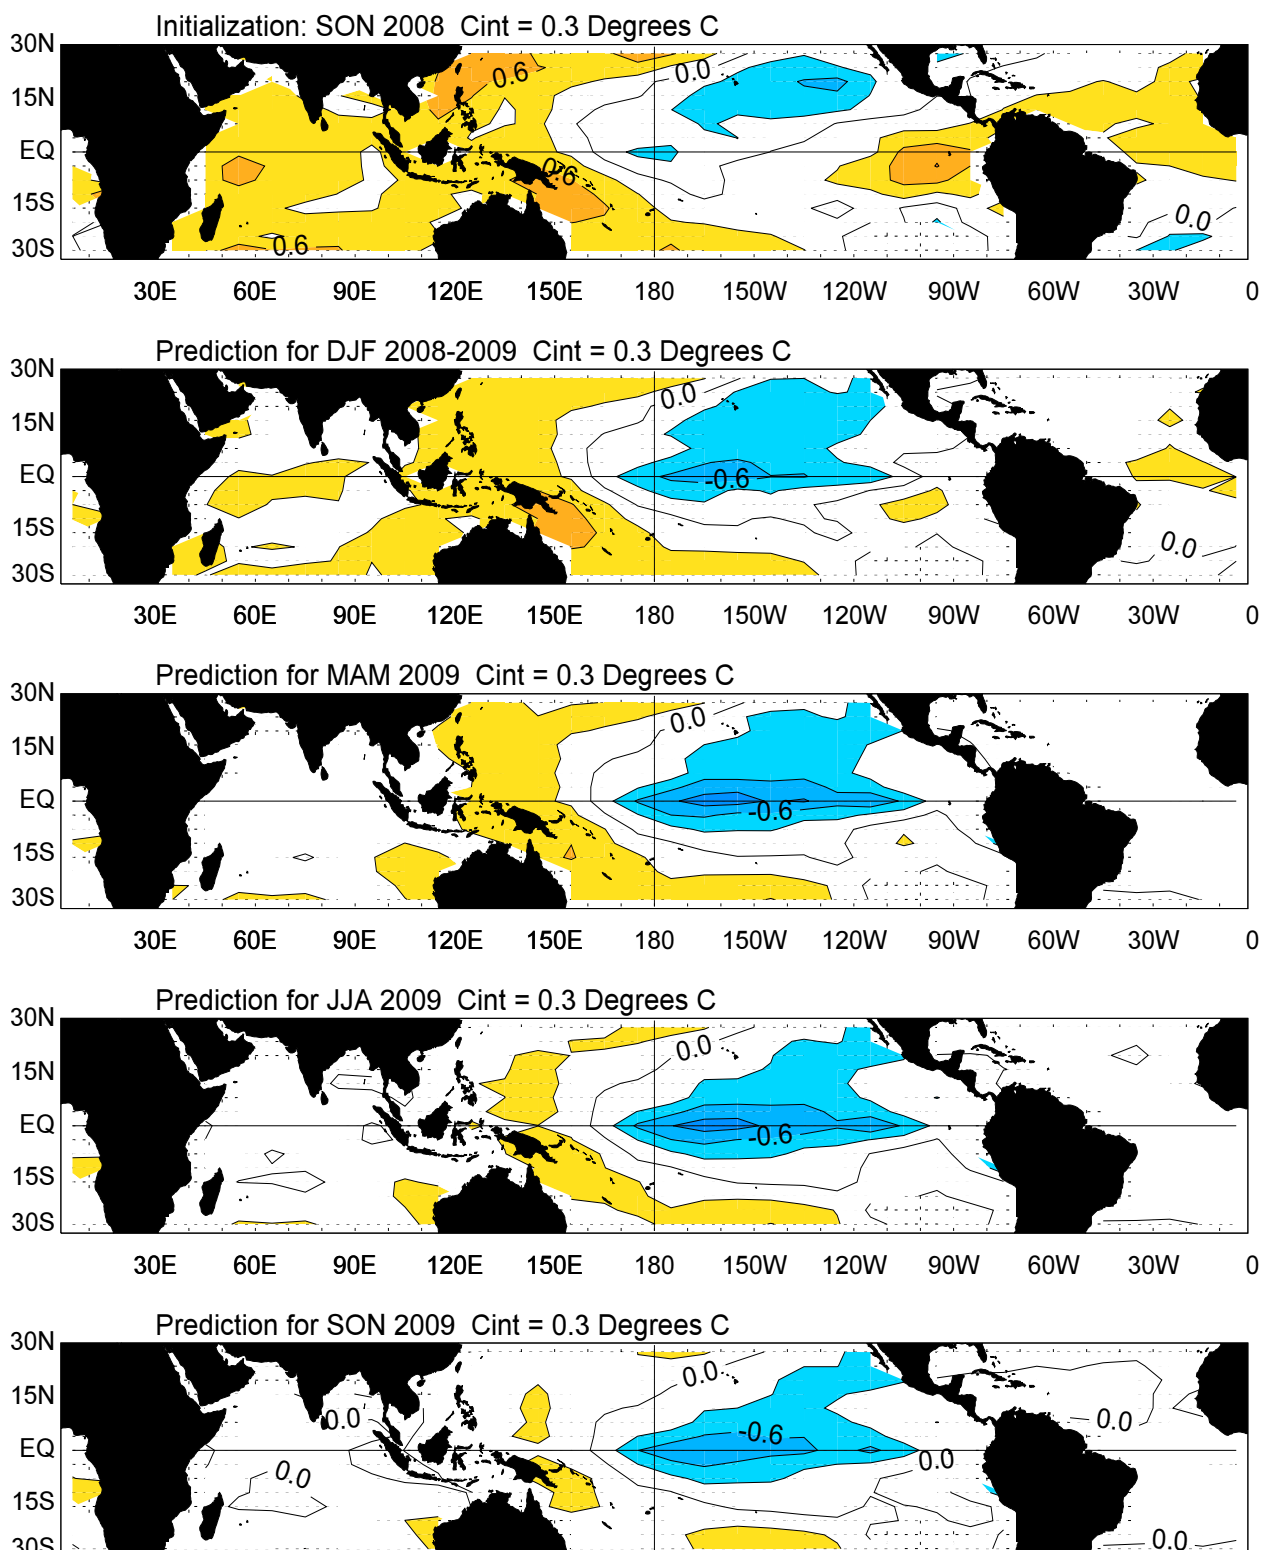 Initialization: SON 2008  Cint = 0.3 Degrees C
30N
0.6
0.0
15N
EQ
0.6
15S
0.0
30S
0.6
30E 60E 90E 120E 150E 180 150W 120W 90W 60W 30W 0
Prediction for DJF 2008-2009  Cint = 0.3 Degrees C
30N
0.0
15N
EQ
-0.6
15S
0.0
30S
30E 60E 90E 120E 150E 180 150W 120W 90W 60W 30W 0
Prediction for MAM 2009  Cint = 0.3 Degrees C
30N
0.0
15N
EQ
-0.6
15S
30S
30E 60E 90E 120E 150E 180 150W 120W 90W 60W 30W 0
Prediction for JJA 2009  Cint = 0.3 Degrees C
30N
0.0
15N
EQ
-0.6
15S
30S
30E 60E 90E 120E 150E 180 150W 120W 90W 60W 30W 0
Prediction for SON 2009  Cint = 0.3 Degrees C
30N
0.0
15N
0.0 0.0
-0.6
EQ
0.0
0.0
15S
30S
0.0